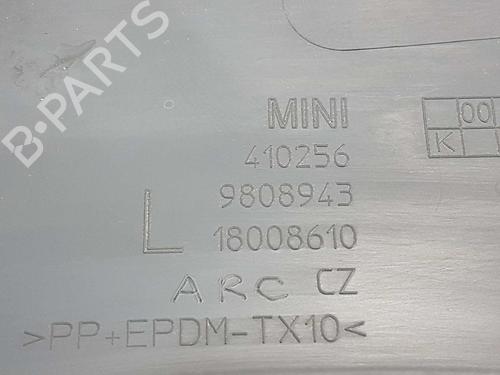 B-PARTS
MINI
00
K
410256
9808943
L
18008610
ARC CZ
>PP+EPDM-TX10<